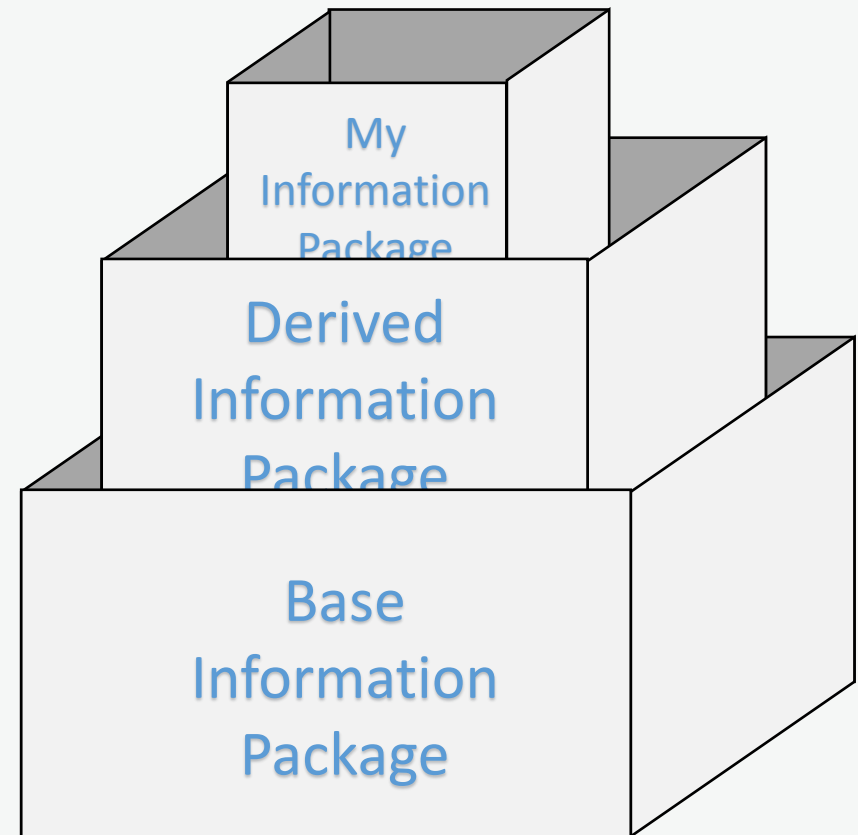 My
Information
Package
Derived
Information
Package
Base
Information
Package